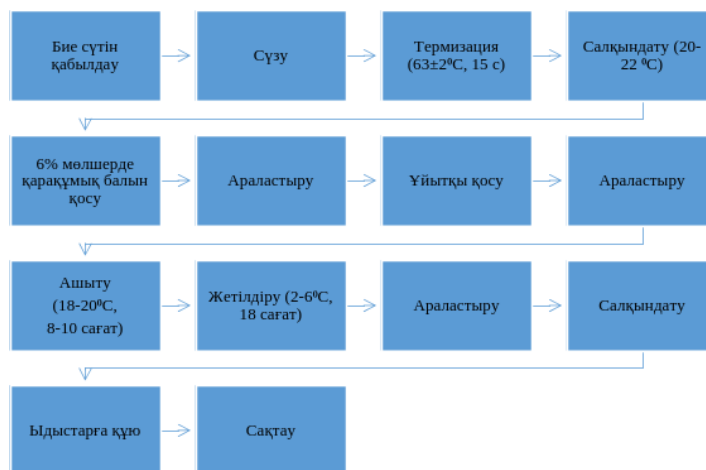 Бие сүтін
қабылдау
Сүзу
Термизация
(63±2⁰С, 15 с)
Салқындату (20-
22 ⁰С)
6% мөлшерде
қарақұмық балын
қосу
Араластыру
Ұйытқы қосу
Араластыру
Ашыту
(18-20⁰С,
8-10 сағат)
Жетілдіру (2-6⁰С,
18 сағат)
Араластыру
Салқындату
Ыдыстарға құю
Сақтау